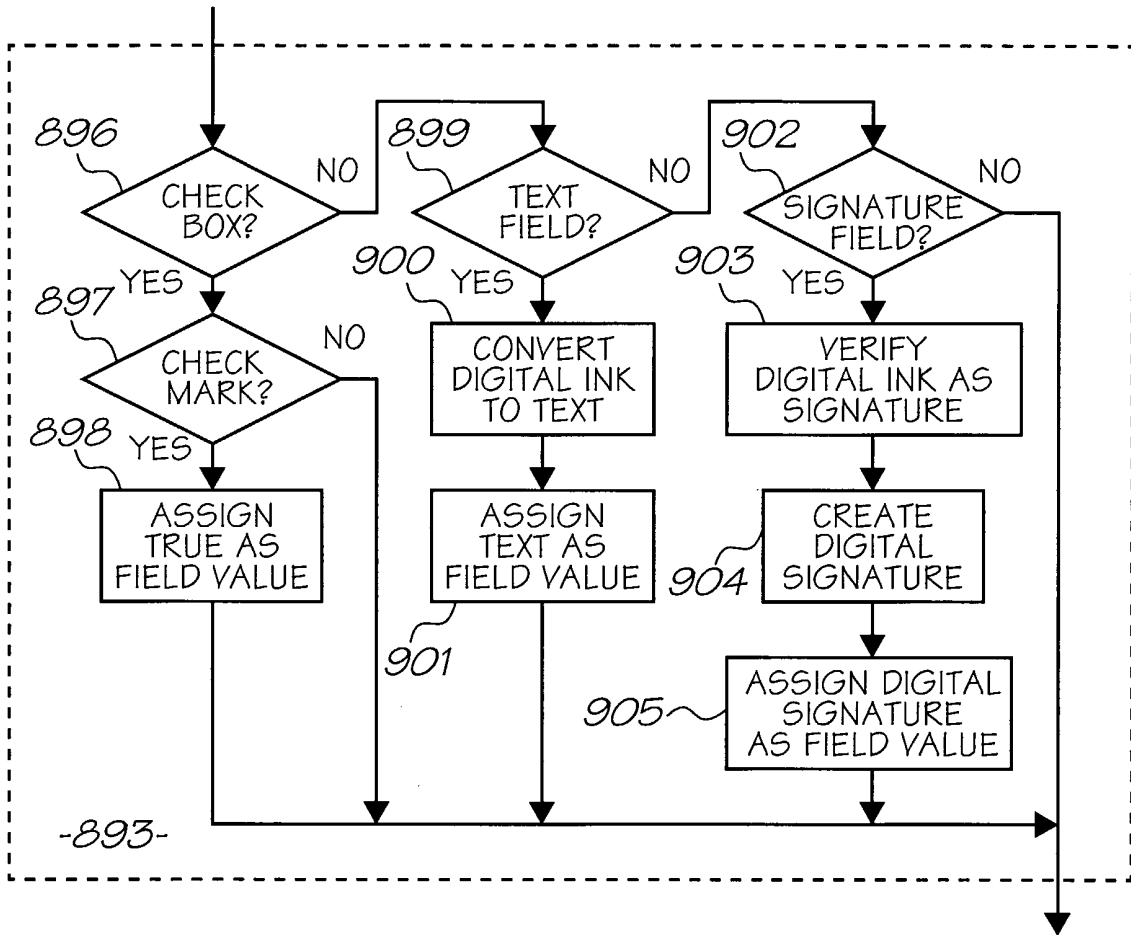 896
CHECK
BOX?
NO
YES
899
TEXT
FIELD?
NO
YES
902
SIGNATURE
FIELD?
NO
YES
897
CHECK
MARK?
NO
YES
900
CONVERT
DIGITAL INK
TO TEXT
903
VERIFY
DIGITAL INK AS
SIGNATURE
898
ASSIGN
TRUE AS
FIELD VALUE
ASSIGN
TEXT AS
FIELD VALUE
901
CREATE
DIGITAL
SIGNATURE
904
ASSIGN DIGITAL
SIGNATURE
AS FIELD VALUE
905
-893-